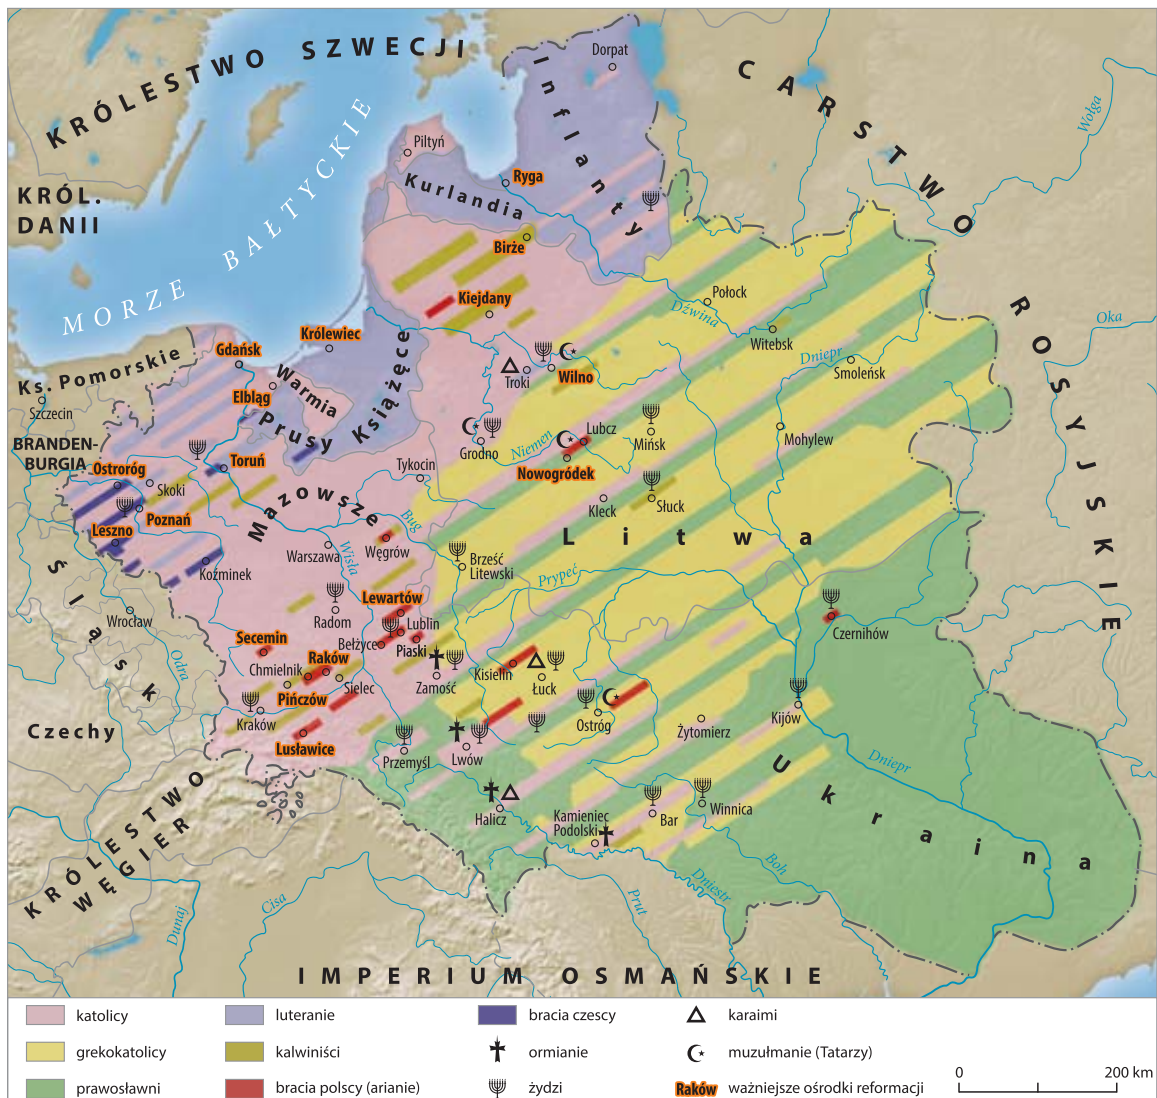 KRÓLESTWO SZWECJI
Dorpat
CARSTWO ROSYJSKIE
Wołga
Inflanty
Piltyń
MORZE BAŁTYCKIE
Ryga
KRÓL.
DANII
Kurlandia
Birże
Kiejdany
Połock
Dźwina
Oka
Królewiec
Witebsk
Gdańsk
Ks. Pomorskie
Dniepr
Smoleńsk
Troki
Wilno
Warmia
Szczecin
Elbląg
Prusy Książęce
Lubcz
Mińsk
Mohylew
BRANDEN-
BURGIA
Grodno
Niemen
Toruń
Tykocin
Nowogródek
Ostroróg
Skoki
Kleck
Słuck
Poznań
Mazowsze
Leszno
Bug
Litwa
Warszawa
Wisła
Węgrów
Brześć
Litewski
Koźminek
Prypeć
Śląsk
Lewartów
Wrocław
Radom
Lublin
Czernihów
Secemin
Bełżyce
Piaski
Odra
Chmielnik
Raków
Kisielin
Sielec
Zamość
Łuck
Pińczów
Kraków
Ostróg
Kijów
Czechy
Żytomierz
Lusławice
Przemyśl
Lwów
Dniepr
Ukraina
KRÓLESTWO
WĘGIER
Halicz
Kamieniec
Podolski
Bar
Winnica
Boh
Dniestr
Cisa
Prut
Dunaj
IMPERIUM OSMAŃSKIE
katolicy
luteranie
bracia czescy
karaimi
grekokatolicy
kalwiniści
ormianie
muzułmanie (Tatarzy)
prawosławni
bracia polscy (arianie)
żydzi
Raków
ważniejsze ośrodki reformacji
0
200 km